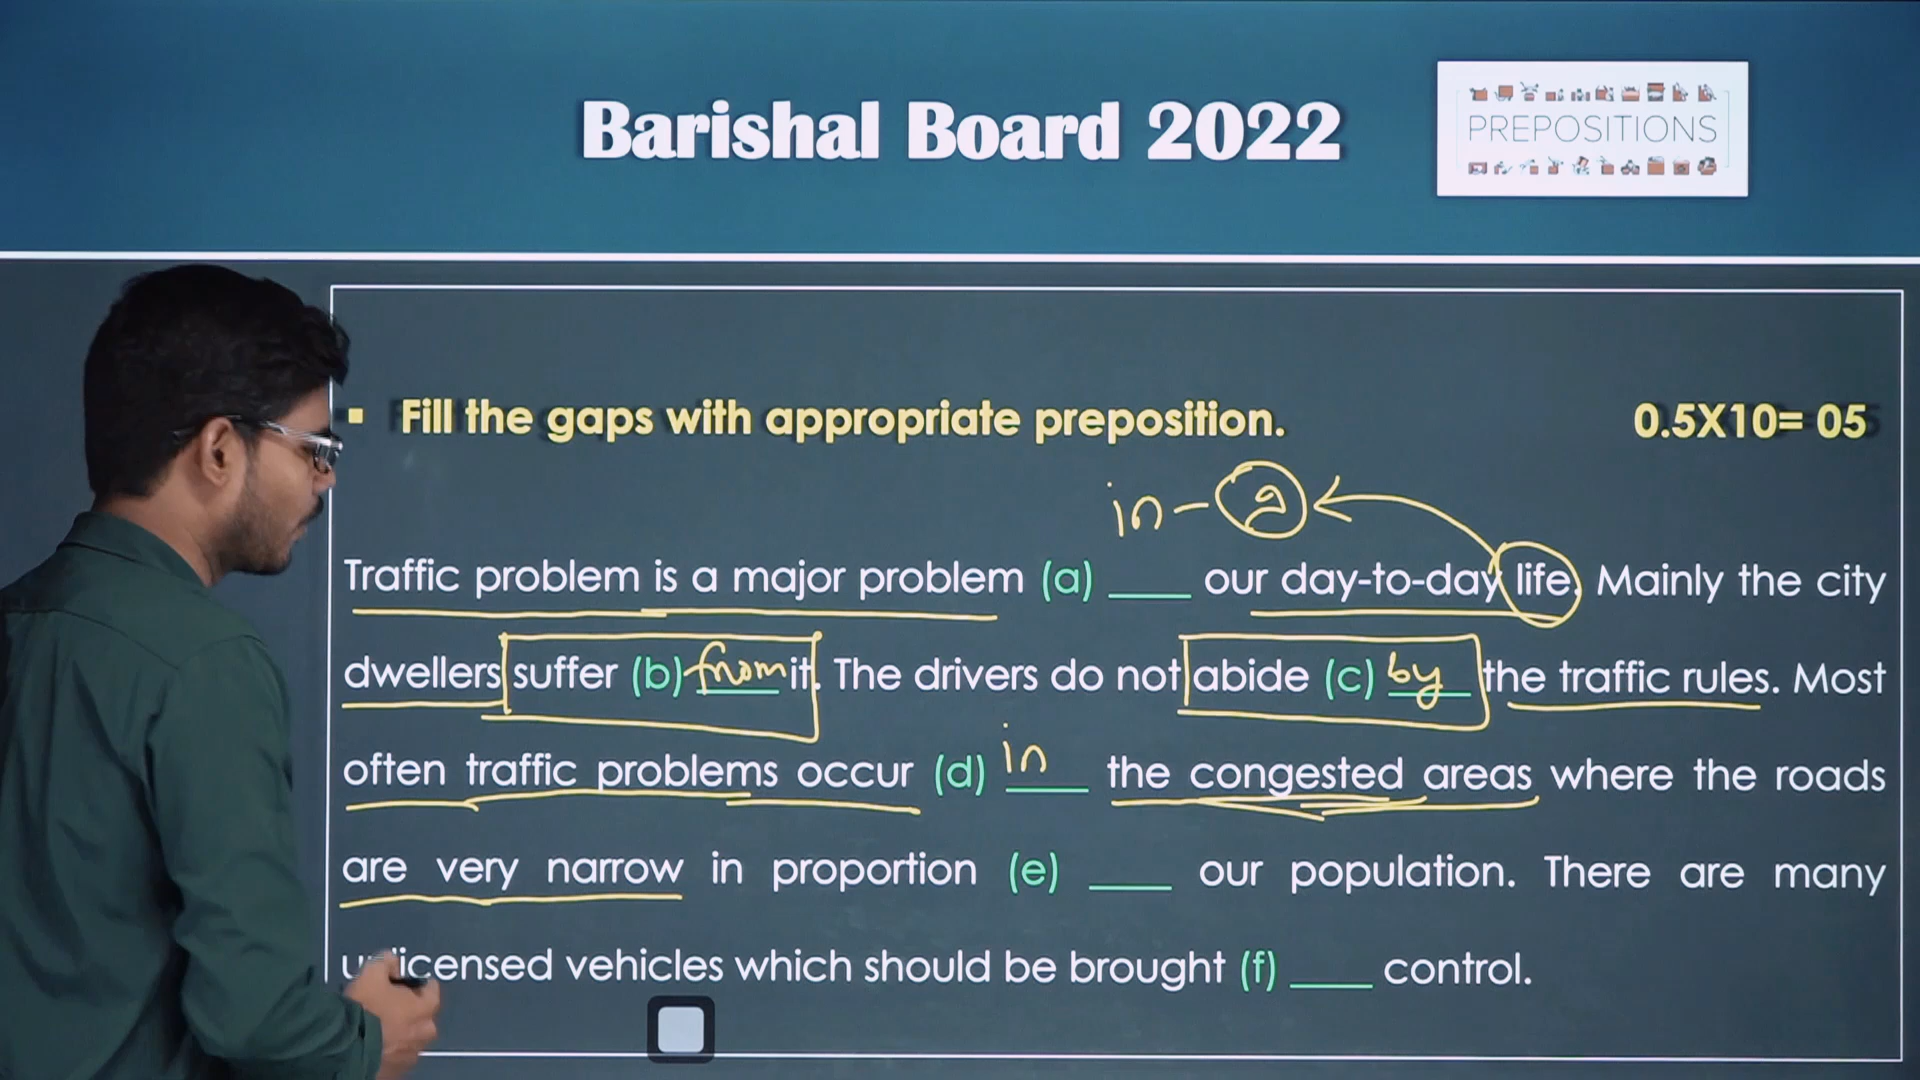 Barishal Board 2022
PREPOSITIONS
▪ Fill the gaps with appropriate preposition. 0.5X10= 05
in –
Traffic problem is a major problem (a) ____ our day-to-day life. Mainly the city
dwellers suffer (b) from it. The drivers do not abide (c) by the traffic rules. Most
often traffic problems occur (d) in the congested areas where the roads
are very narrow in proportion (e) ____ our population. There are many
unlicensed vehicles which should be brought (f) ____ control.